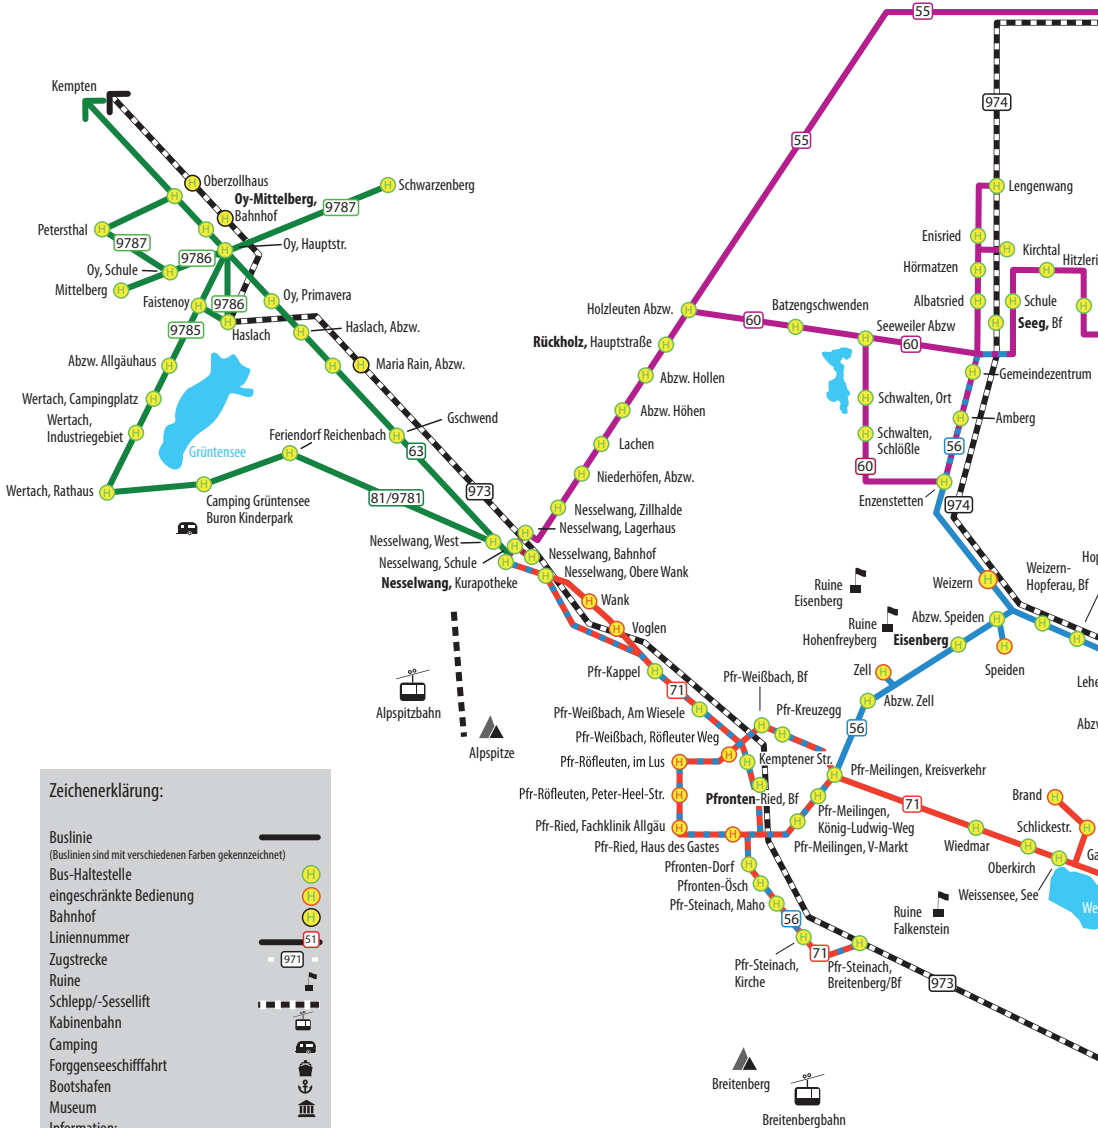 55
974
55
Kempten
Oberzollhaus
Oy-Mittelberg,
Bahnhof
Schwarzenberg
9787
Lengenwang
Petersthal
9787
Oy, Hauptstr.
9786
Enisried
Kirchtal
Hitzleri
Oy, Schule
Mittelberg
Hörmatzen
Faistenoy
9786
Oy, Primavera
Holzleuten Abzw.
Batzengschwenden
Albatsried
Schule
9785
Haslach
Haslach, Abzw.
60
Seeweiler Abzw
Seeg, Bf
Rückholz, Hauptstraße
60
Abzw. Allgäuhaus
Maria Rain, Abzw.
Abzw. Hollen
Gemeindezentrum
Wertach, Campingplatz
Schwalten, Ort
Wertach,
Industriegebiet
Abzw. Höhen
Amberg
Gschwend
Feriendorf Reichenbach
Lachen
Schwalten,
Schlößle
56
Grüntensee
63
60
Wertach, Rathaus
Niederhöfen, Abzw.
81/9781
973
Enzenstetten
974
Camping Grüntensee
Buron Kinderpark
Nesselwang, Zillhalde
Nesselwang, Lagerhaus
Nesselwang, West
Nesselwang, Schule
Nesselwang, Bahnhof
Nesselwang, Kurapotheke
Nesselwang, Obere Wank
Hop
Weizern-
Hopferau, Bf
Ruine
Eisenberg
Weizern
Wank
Ruine
Hohenfreyberg
Abzw. Speiden
Voglen
Eisenberg
Pfr-Kappel
Pfr-Weißbach, Bf
Zell
Speiden
Lehe
71
Alpspitzbahn
Pfr-Weißbach, Am Wiesele
Pfr-Kreuzegg
Abzw. Zell
Abzw
Pfr-Weißbach, Röfleuter Weg
56
Alpspitze
Pfr-Röfleuten, im Lus
Kemptener Str.
Pfr-Meilingen, Kreisverkehr
Pfr-Röfleuten, Peter-Heel-Str.
Pfronten-Ried, Bf
71
Brand
Pfr-Meilingen,
König-Ludwig-Weg
Pfr-Ried, Fachklinik Allgäu
Schlickestr.
Pfr-Ried, Haus des Gastes
Pfr-Meilingen, V-Markt
Wiedmar
Ga
Pfronten-Dorf
Oberkirch
Pfronten-Ösch
Weissensee, See
Pfr-Steinach, Maho
We
56
Ruine
Falkenstein
71
Pfr-Steinach,
Kirche
Pfr-Steinach,
Breitenberg/Bf
973
Breitenberg
Breitenbergbahn
Zeichenerklärung:
Buslinie
(Buslinien sind mit verschiedenen Farben gekennzeichnet)
Bus-Haltestelle
eingeschränkte Bedienung
Bahnhof
Liniennummer
51
Zugstrecke
971
Ruine
Schlepp/-Sessellift
Kabinenbahn
Camping
Forggenseeschifffahrt
Bootshafen
Museum
Information: